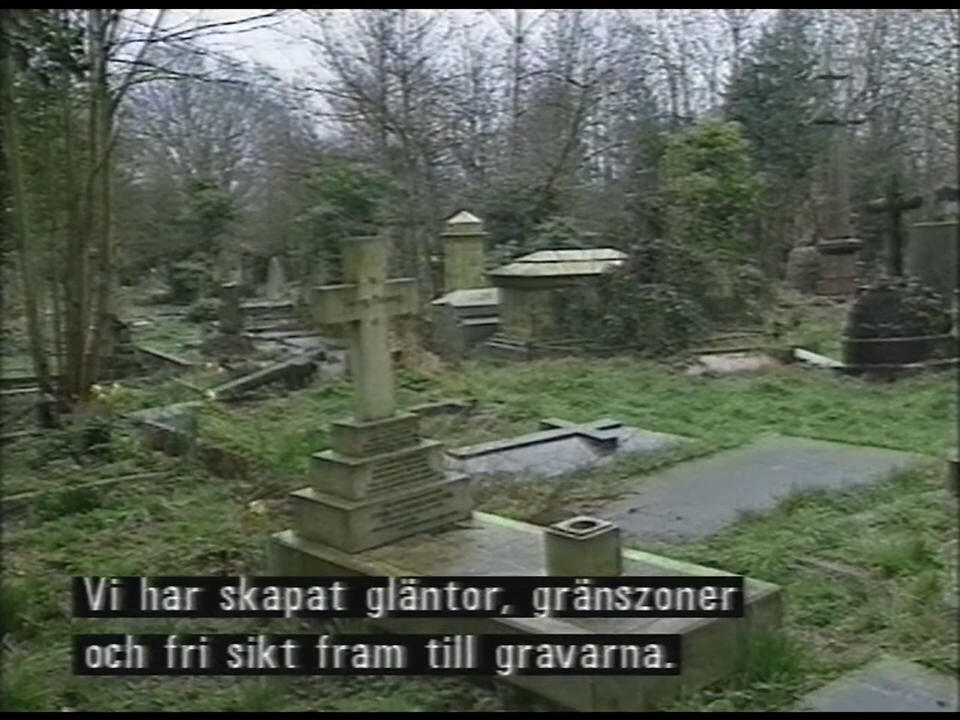 Vi har skapat gläntor, gränszoner
och fri sikt fram till gravarna.